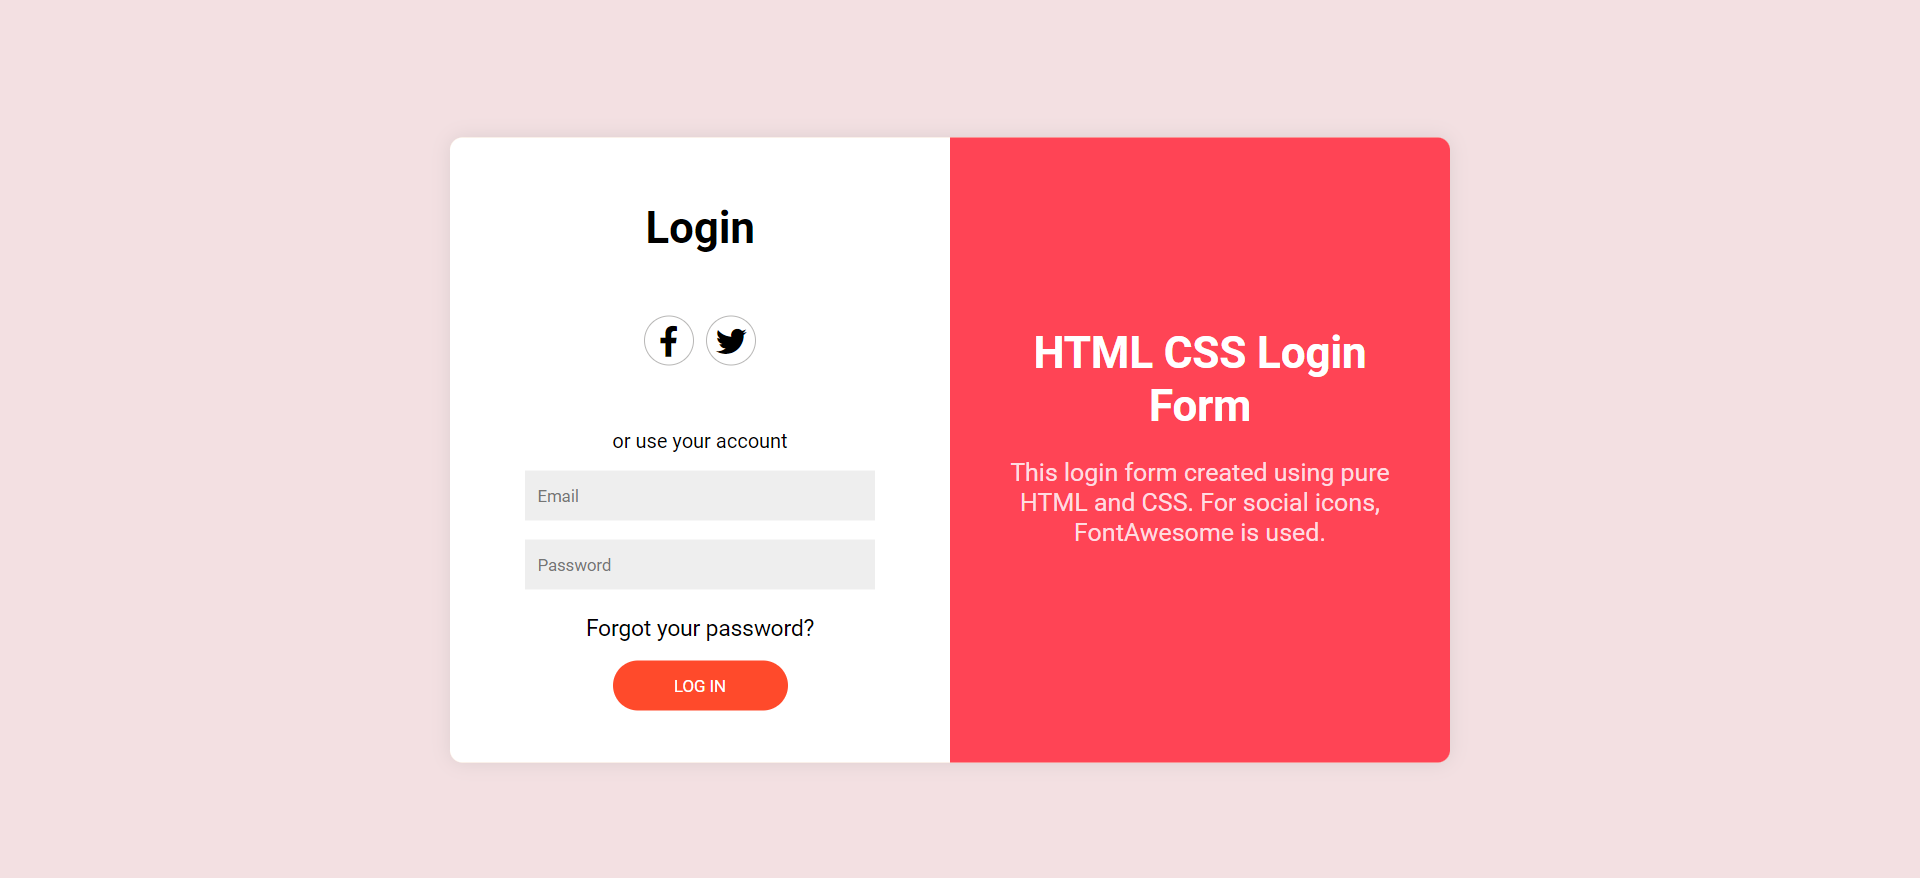 Login
or use your account
Email
Password
Forgot your password?
LOG IN
HTML CSS Login
Form
This login form created using pure
HTML and CSS. For social icons,
FontAwesome is used.